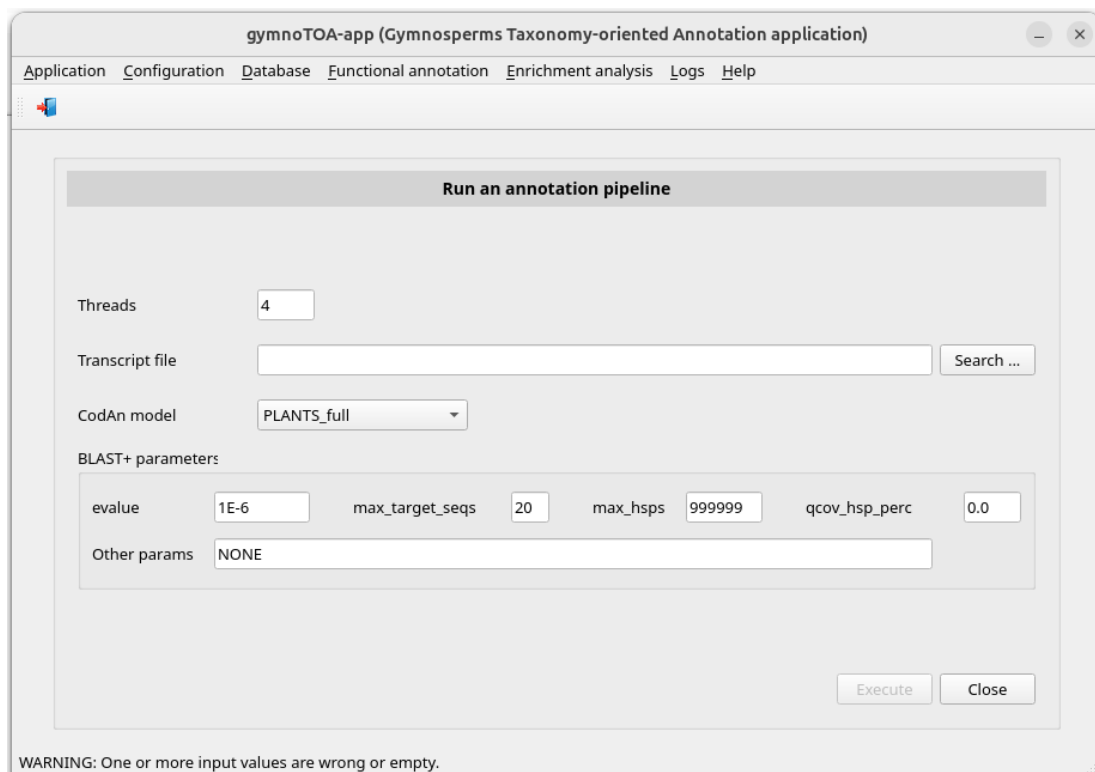 gymnoTOA-app (Gymnosperms Taxonomy-oriented Annotation application)
Application Configuration Database Functional annotation Enrichment analysis Logs Help
Run an annotation pipeline
Threads 4
Transcript file Search ...
CodAn model PLANTS_full
BLAST+ parameters
evalue 1E-6 max_target_seqs 20 max_hsps 999999 qcov_hsp_perc 0.0
Other params NONE
Execute Close
WARNING: One or more input values are wrong or empty.